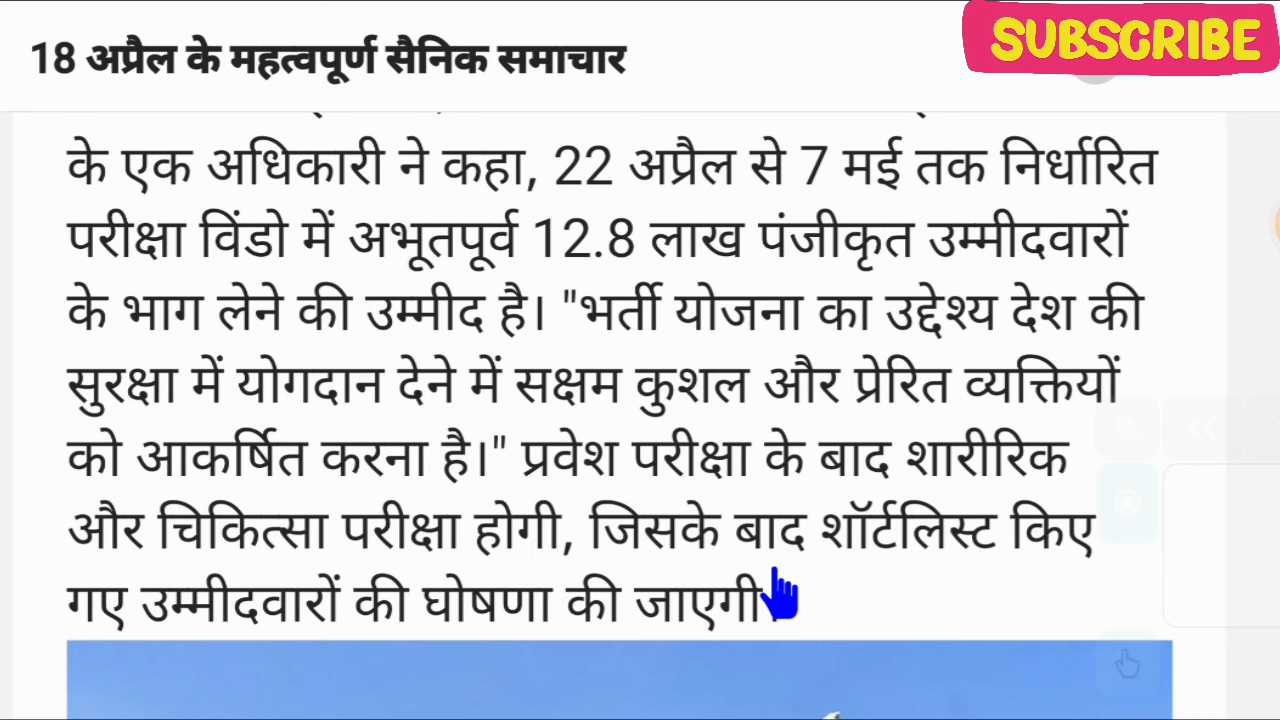 18 अप्रैल के महत्वपूर्ण सैनिक समाचार
SUBSCRIBE
के एक अधिकारी ने कहा, 22 अप्रैल से 7 मई तक निर्धारित
परीक्षा विंडो में अभूतपूर्व 12.8 लाख पंजीकृत उम्मीदवारों
के भाग लेने की उम्मीद है। "भर्ती योजना का उद्देश्य देश की
सुरक्षा में योगदान देने में सक्षम कुशल और प्रेरित व्यक्तियों
को आकर्षित करना है।" प्रवेश परीक्षा के बाद शारीरिक
और चिकित्सा परीक्षा होगी, जिसके बाद शॉर्टलिस्ट किए
गए उम्मीदवारों की घोषणा की जाएगी।